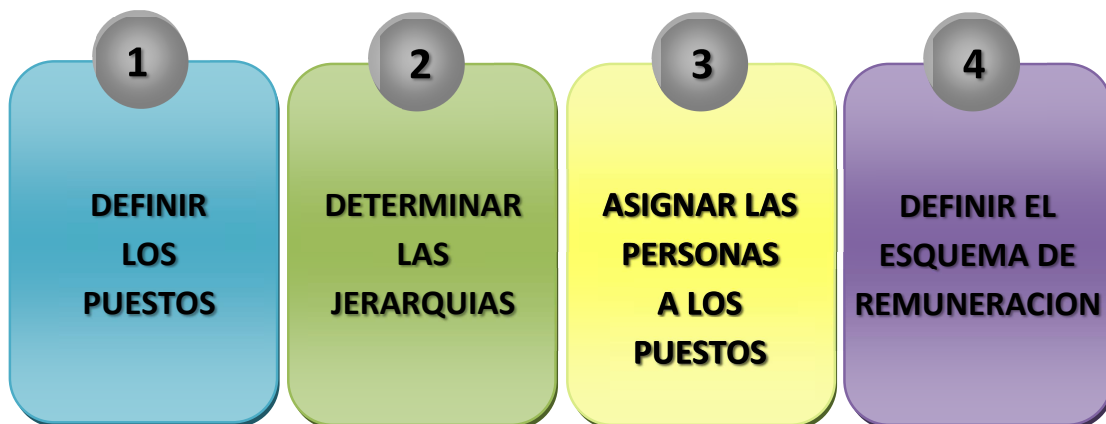 1
DEFINIR
LOS
PUESTOS
2
DETERMINAR
LAS
JERARQUIAS
3
ASIGNAR LAS
PERSONAS
A LOS
PUESTOS
4
DEFINIR EL
ESQUEMA DE
REMUNERACION